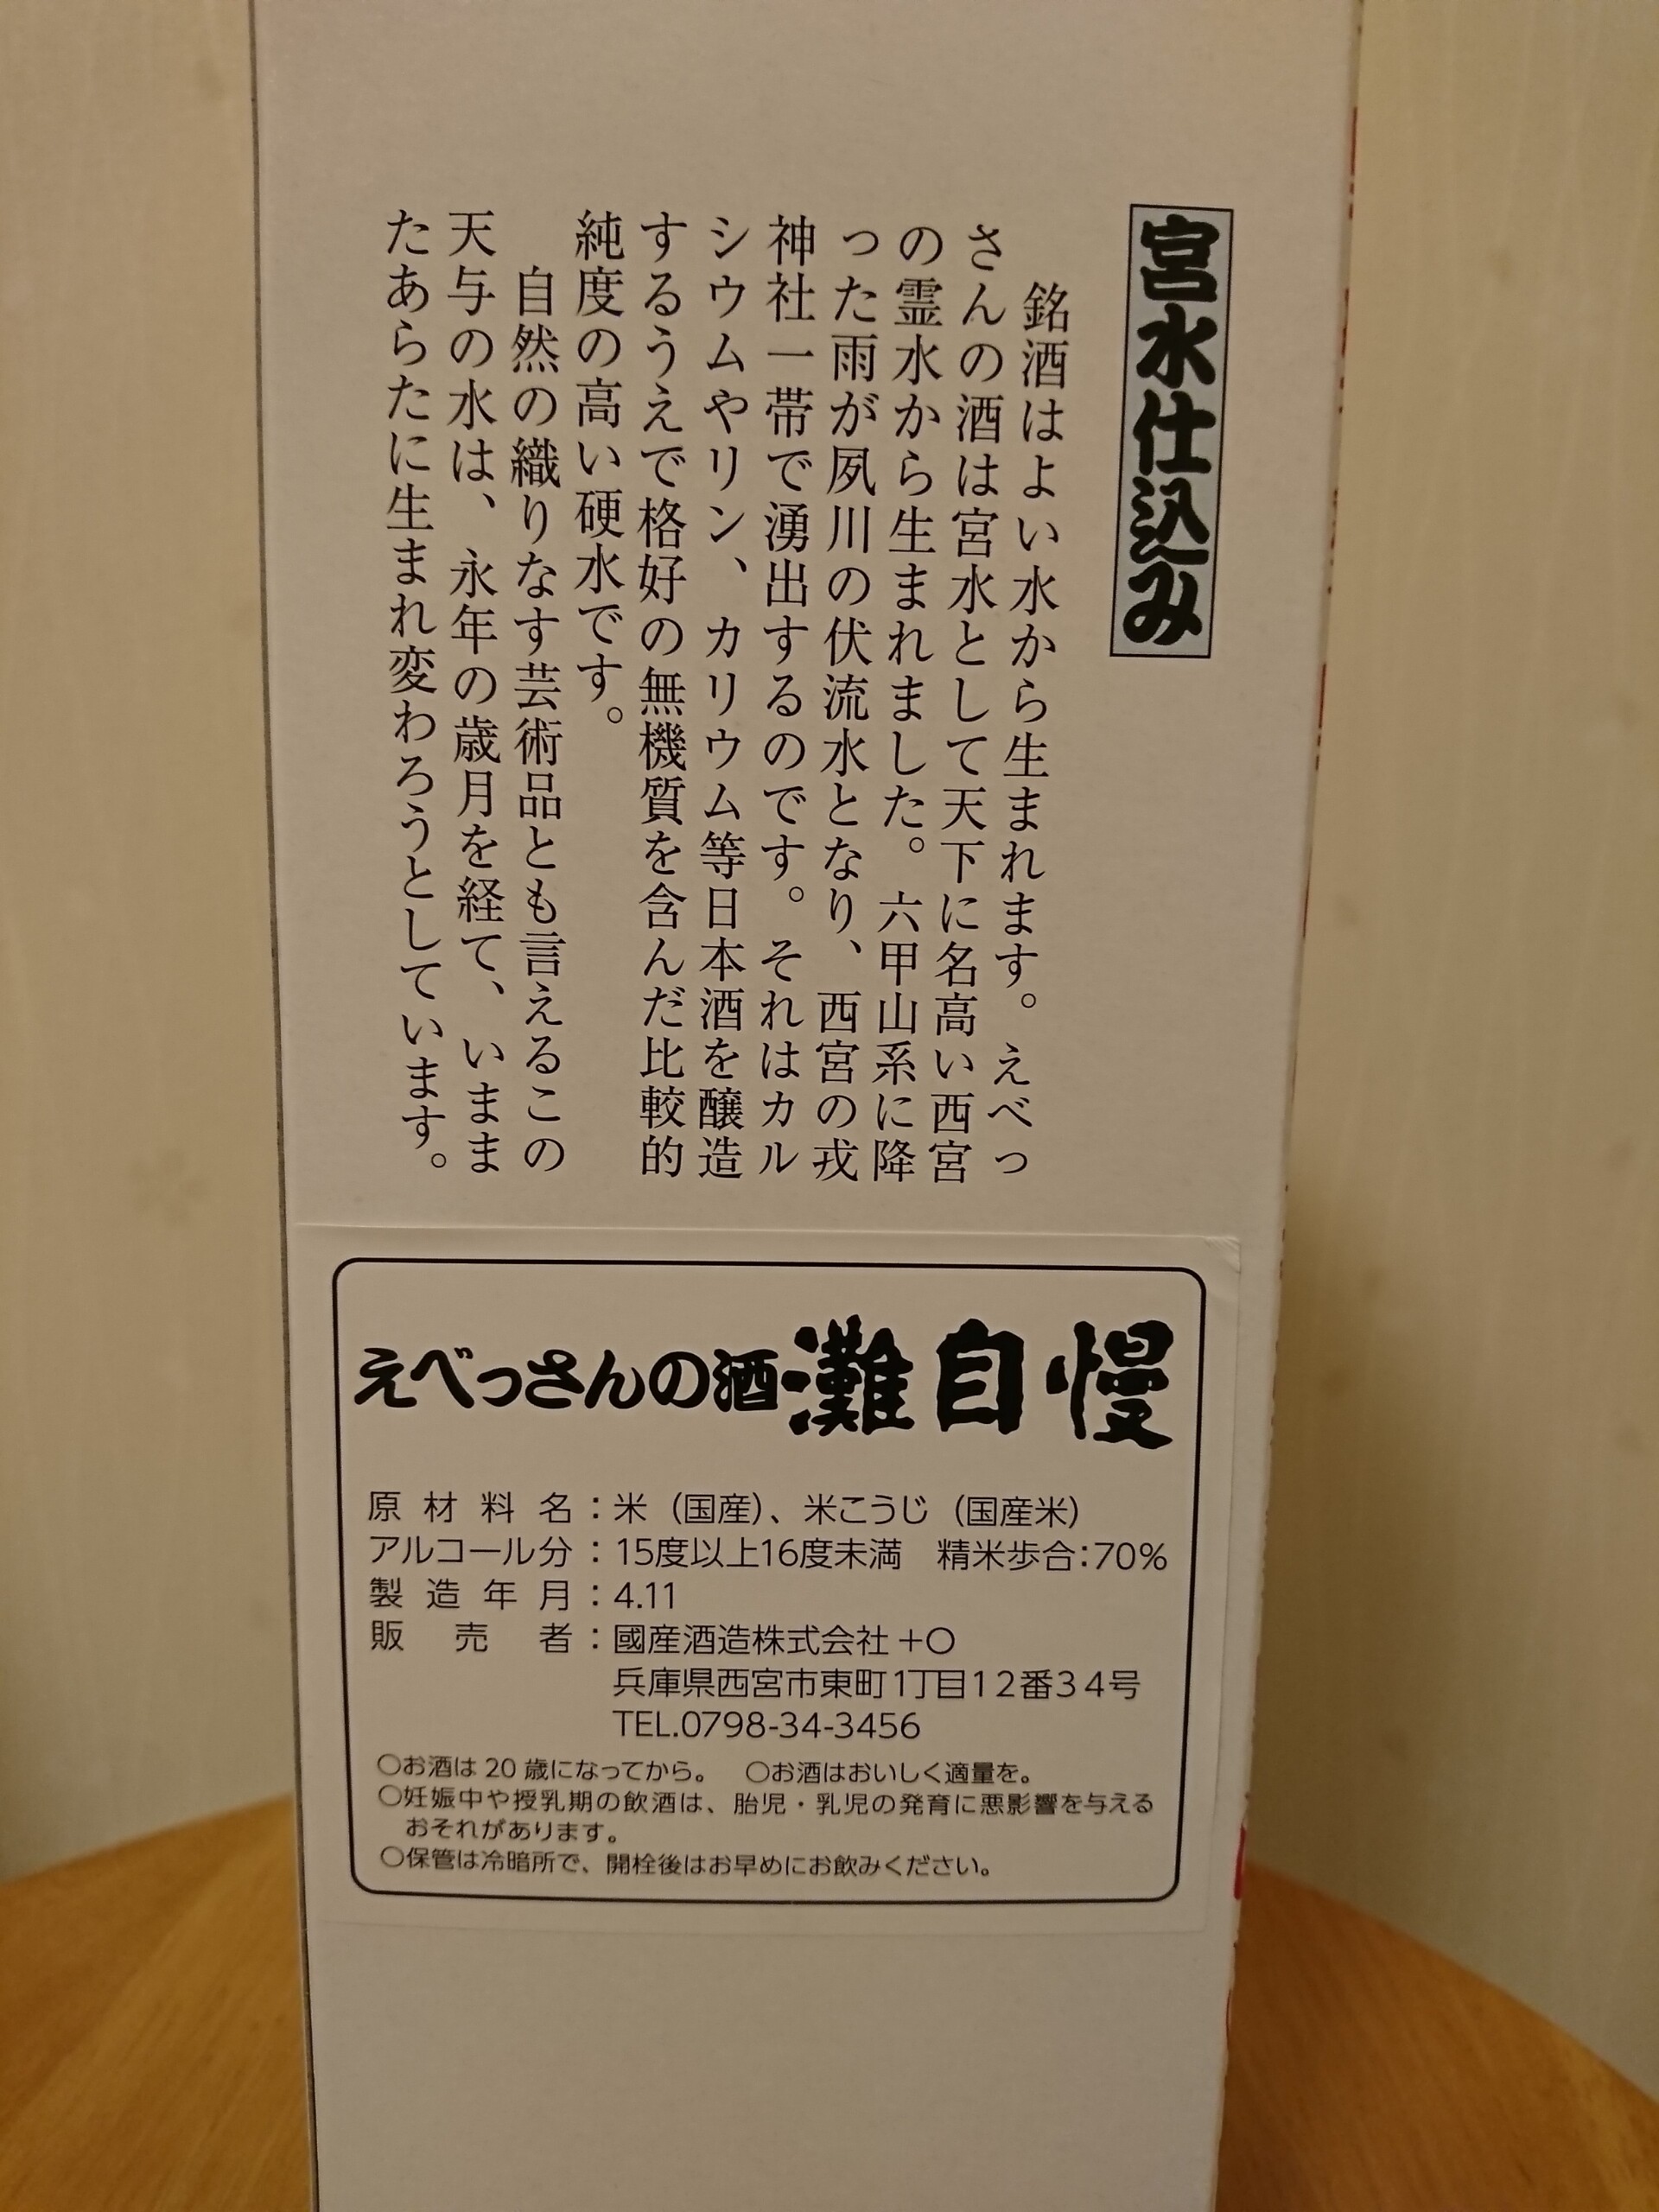 宮水仕込み
銘酒はよい水から生まれます。えべっ
さんの酒は宮水として天下に名高い西宮
の霊水から生まれました。六甲山系に降
った雨が夙川の伏流水となり、西宮の戎
神社一帯で湧出するのです。それはカル
シウムやリン、カリウム等日本酒を醸造
するうえで格好の無機質を含んだ比較的
純度の高い硬水です。
自然の織りなす芸術品とも言えるこの
天与の水は、永年の歳月を経て、いまま
たあらたに生まれ変わろうとしています。
えべっさんの酒灘自慢
原材料名:米(国産)、米こうじ(国産米)
アルコール分:15度以上16度未満 精米歩合:70%
製造年月:4.11
販売者:國産酒造株式会社+〇
兵庫県西宮市東町1丁目12番34号
TEL.0798-34-3456
〇お酒は20歳になってから。 〇お酒はおいしく適量を。
〇妊娠中や授乳期の飲酒は、胎児・乳児の発育に悪影響を与える
おそれがあります。
〇保管は冷暗所で、開栓後はお早めにお飲みください。